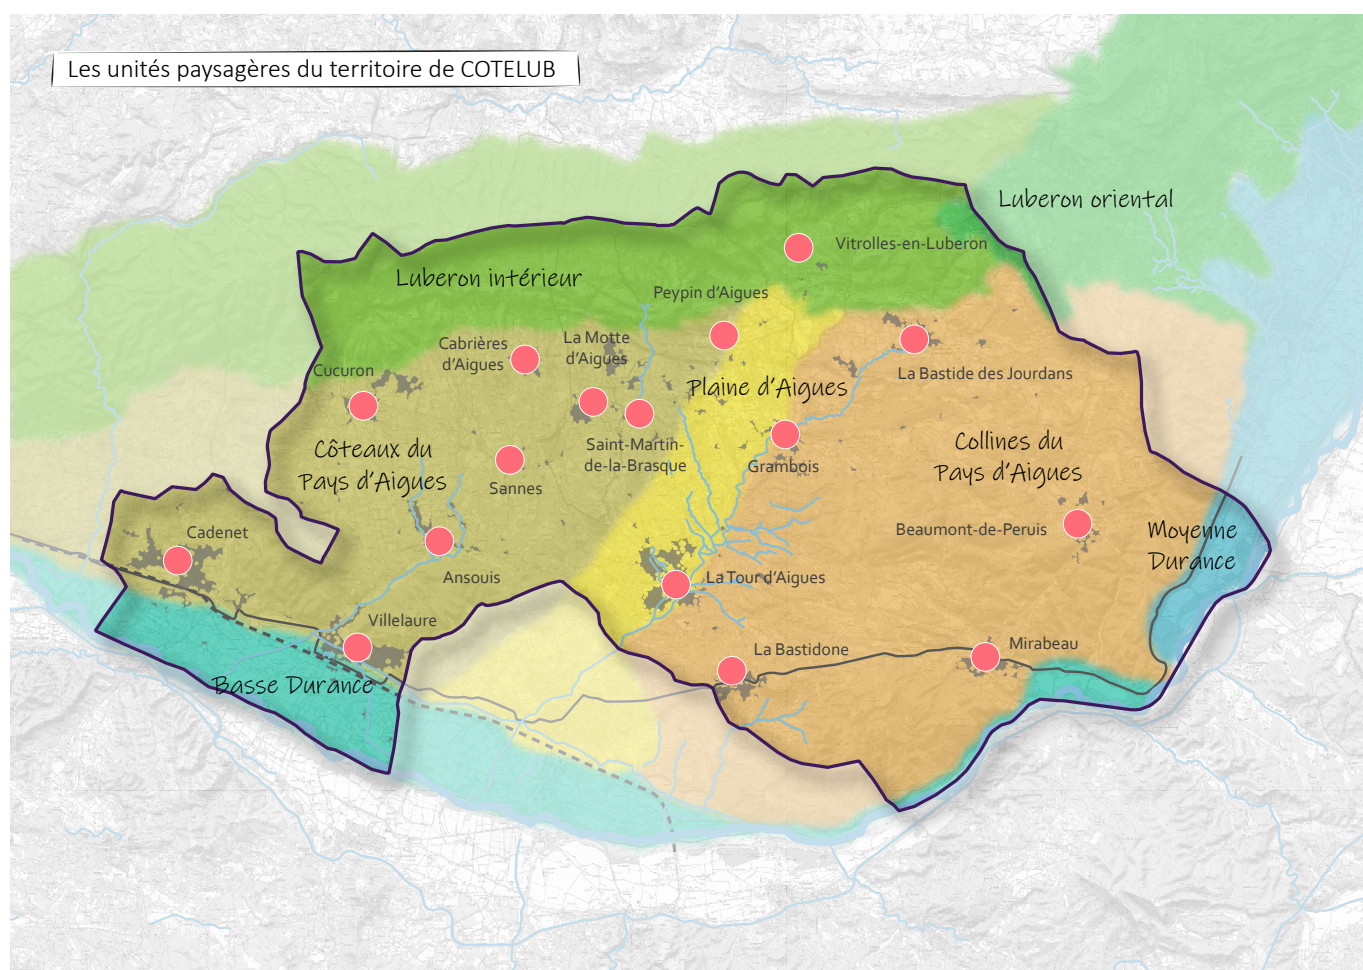 Les unités paysagères du territoire de COTELUB
Luberon oriental
Vitrolles-en-Luberon
Luberon intérieur
Peypin d'Aigues
La Motte
d'Aigues
Cabrières
d'Aigues
Cucuron
La Bastide des Jourdans
Plaine d'Aigues
Côteaux du
Pays d'Aigues
Saint-Martin-
de-la-Brasque
Collines du
Pays d'Aigues
Grambois
Sannes
Cadenet
Beaumont-de-Peruis
Moyenne
Durance
Ansouis
La Tour d'Aigues
Villelaure
La Bastidone
Mirabeau
Basse Durance